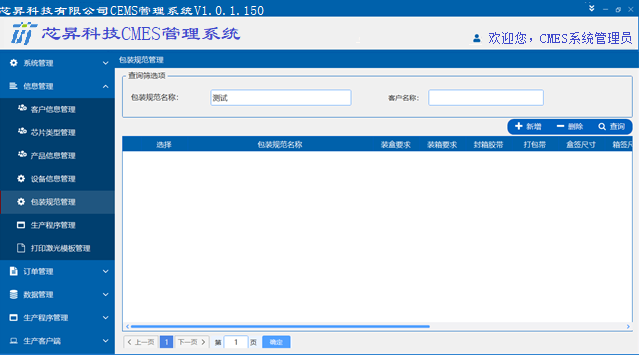 芯昇科技有限公司CEMS管理系统V1.0.1.150
芯昇科技CMES管理系统
欢迎您，CMES系统管理员
系统管理
信息管理
客户信息管理
芯片类型管理
产品信息管理
设备信息管理
包装规范管理
生产程序管理
打印激光模板管理
订单管理
数据管理
生产程序管理
生产客户端
包装规范管理
查询筛选项
包装规范名称： 测试 客户名称：
新增 删除 查询
选择 包装规范名称 装盒要求 装箱要求 封箱胶带 打包带 盒签尺寸 箱签尺
上一页 1 下一页 第 1 页 确定